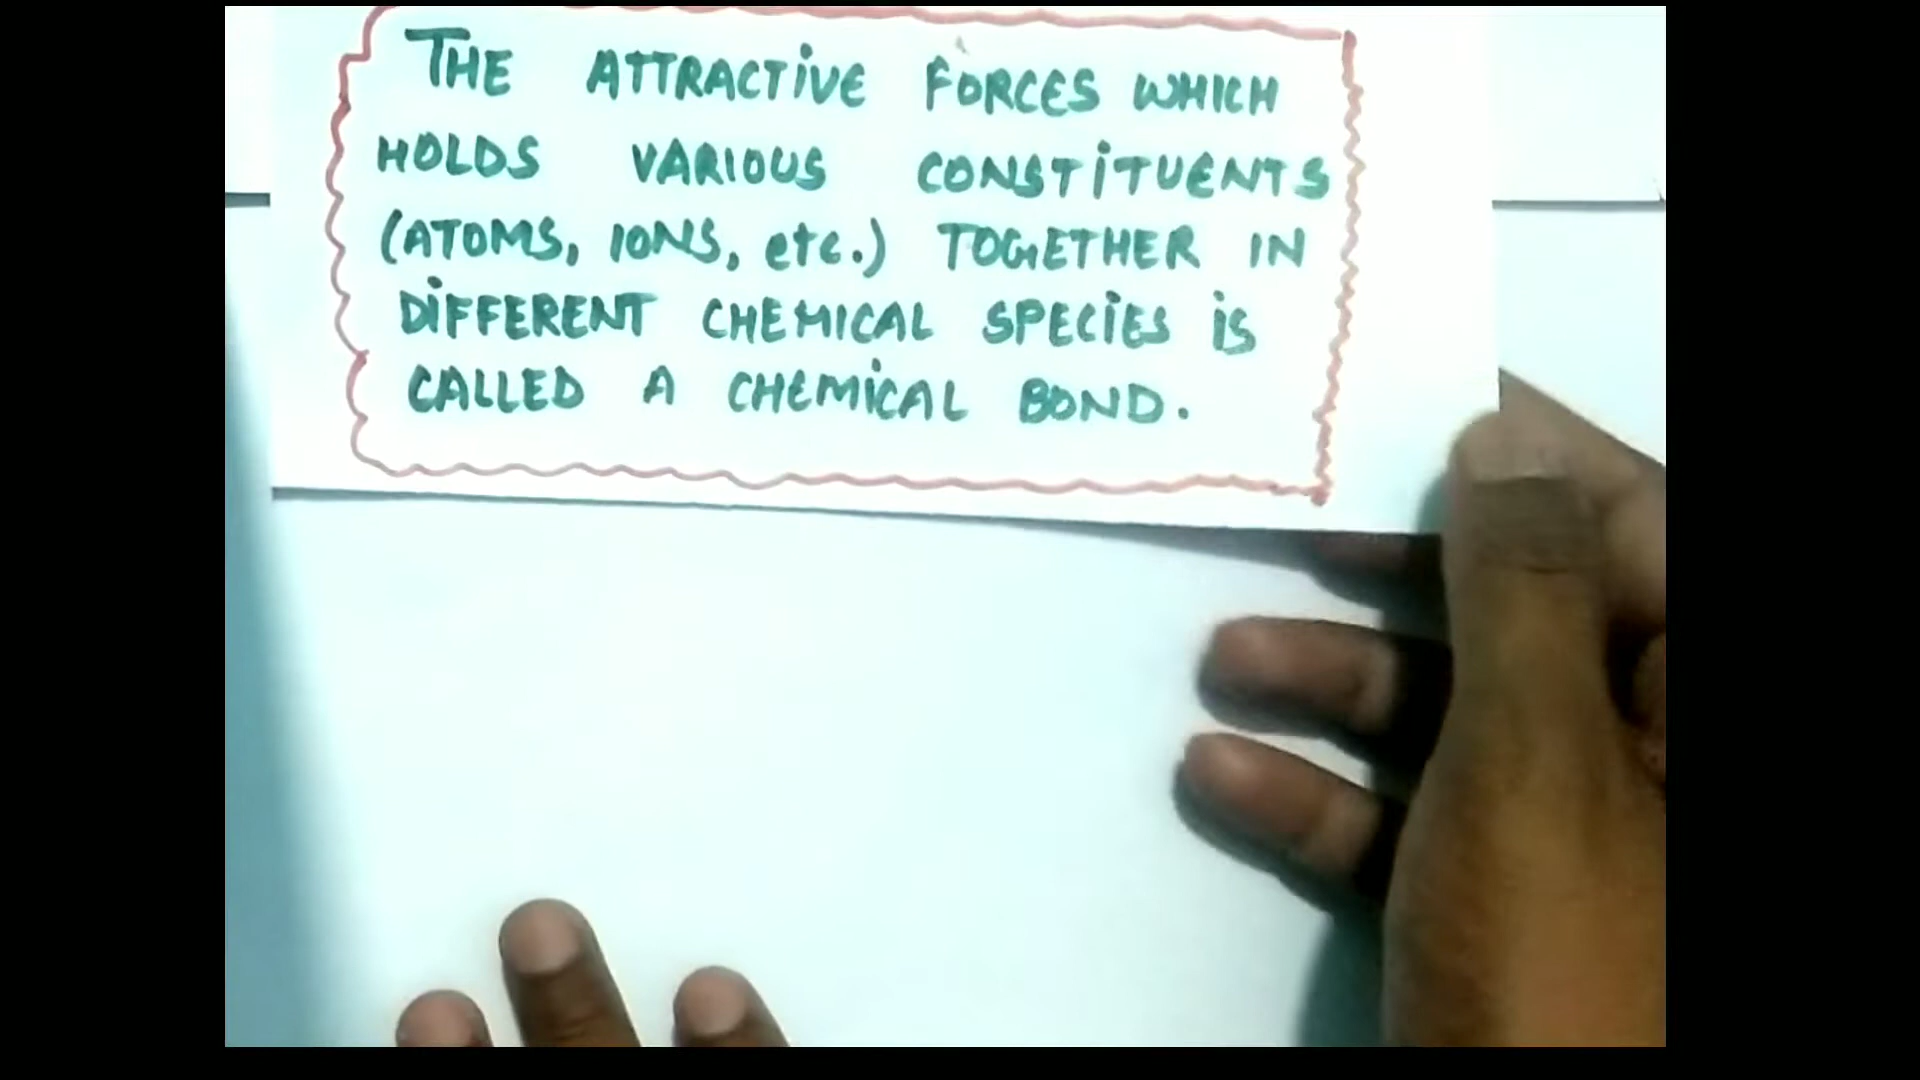 THE ATTRACTIVE FORCES WHICH
HOLDS VARIOUS CONSTITUENTS
(ATOMS, IONS, etc.) TOGETHER IN
DIFFERENT CHEMICAL SPECIES IS
CALLED A CHEMICAL BOND.